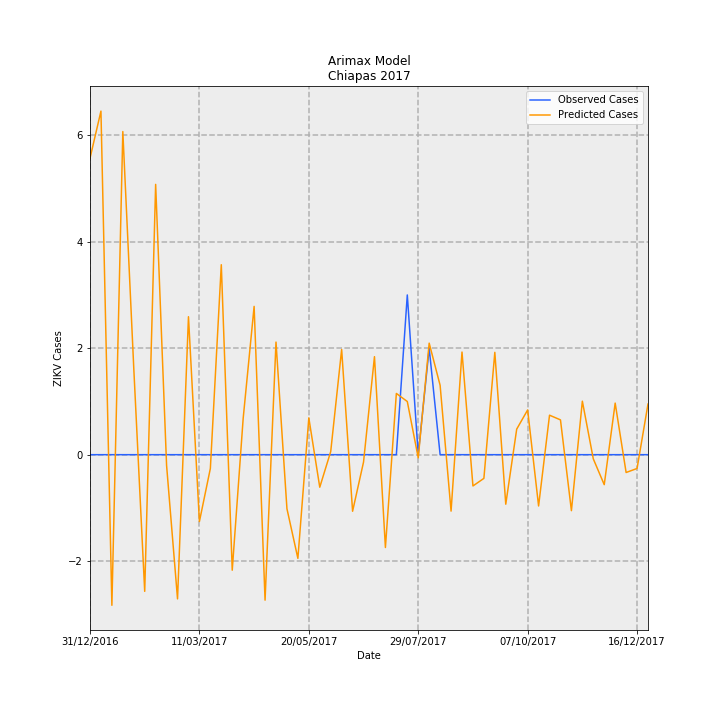 Arimax Model
Chiapas 2017
Observed Cases
Predicted Cases
6
4
2
0
−2
ZIKV Cases
31/12/2016 11/03/2017 20/05/2017 29/07/2017 07/10/2017 16/12/2017
Date